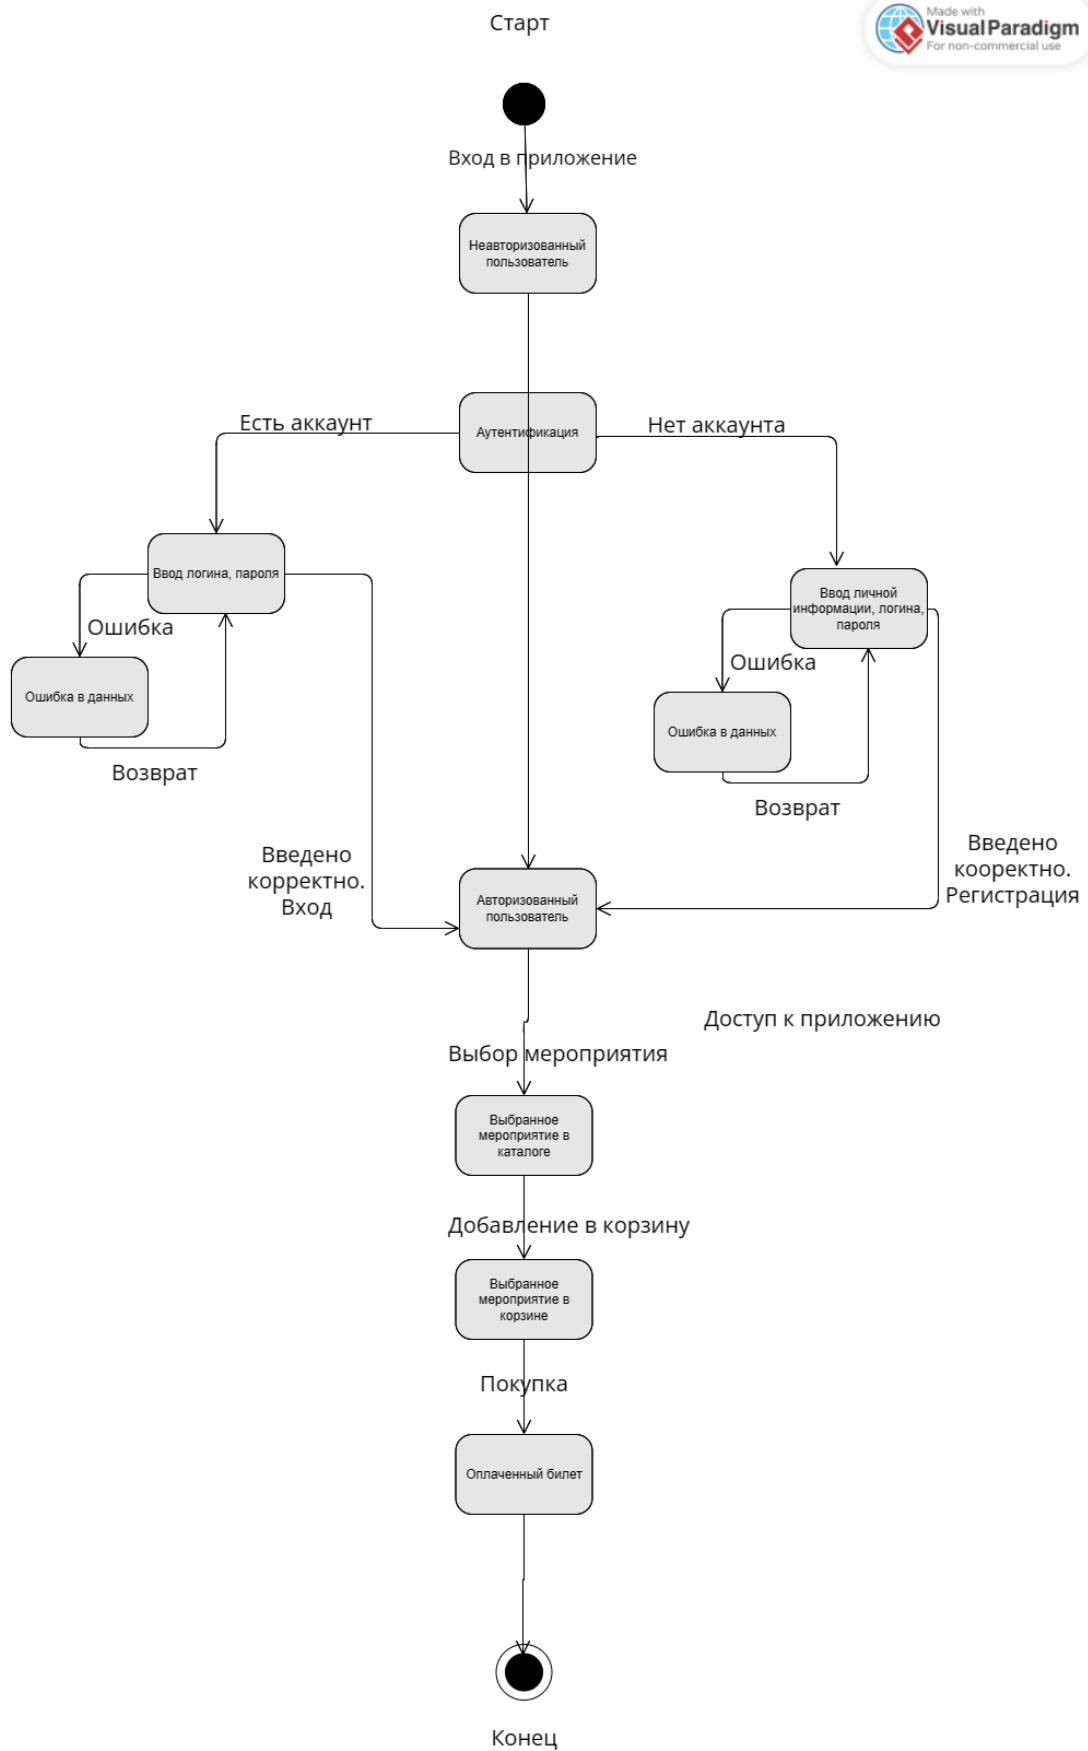 Старт
Made with
Visual Paradigm
For non-commercial use
Вход в приложение
Неавторизованный
пользователь
Есть аккаунт
Аутентификация
Нет аккаунта
Ввод логина, пароля
Ввод личной
информации, логина,
пароля
Ошибка
Ошибка
Ошибка в данных
Ошибка в данных
Возврат
Возврат
Введено
корректно.
Вход
Введено
кооректно.
Регистрация
Авторизованный
пользователь
Доступ к приложению
Выбор мероприятия
Выбранное
мероприятие в
каталоге
Добавление в корзину
Выбранное
мероприятие в
корзине
Покупка
Оплаченный билет
Конец